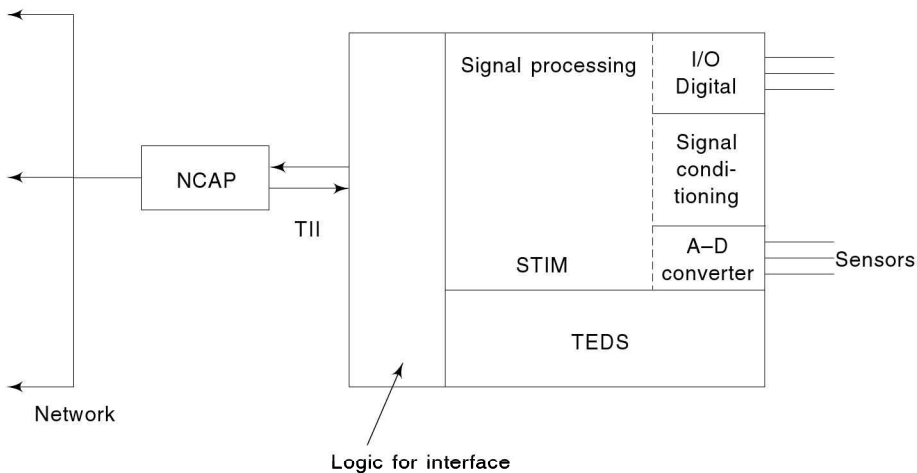 Signal processing
I/O
Digital
Signal
condi-
tioning
NCAP
TII
STIM
A–D
converter
Sensors
TEDS
Network
Logic for interface